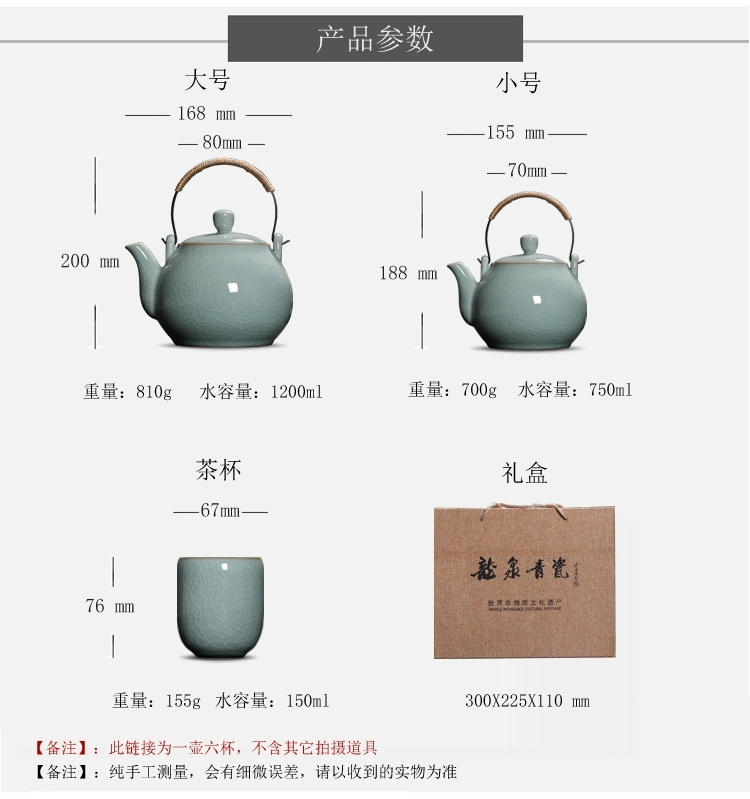 产品参数
大号
168 mm
80mm
200 mm
重量：810g 水容量：1200ml
小号
155 mm
70mm
188 mm
重量：700g 水容量：750ml
茶杯
67mm
76 mm
重量：155g 水容量：150ml
礼盒
龍泉青瓷
世界非物质文化遗产
WORLD INTANGIBLE CULTURAL HERITAGE
300X225X110 mm
【备注】：此链接为一壶六杯，不含其它拍摄道具
【备注】：纯手工测量，会有细微误差，请以收到的实物为准